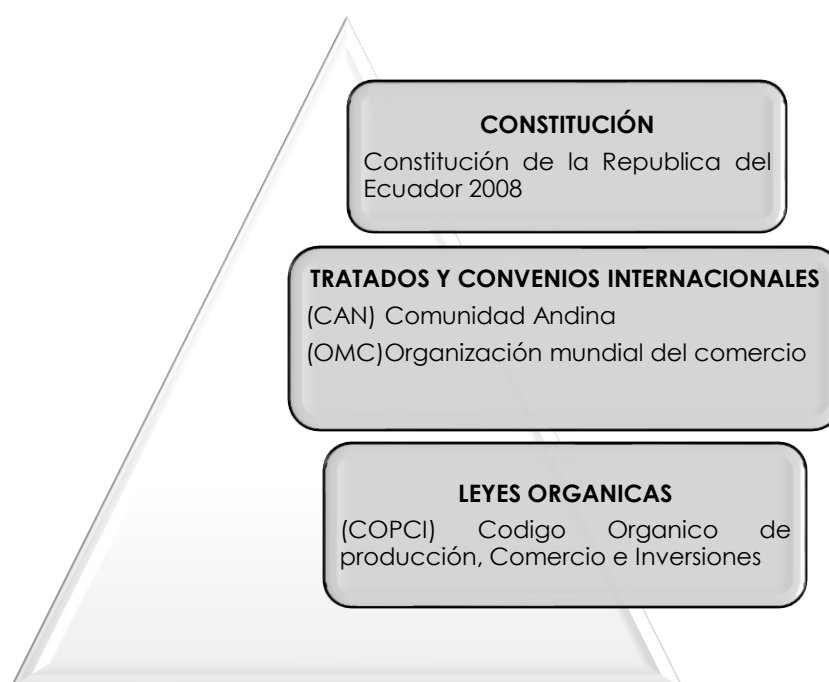 CONSTITUCIÓN
Constitución de la Republica del
Ecuador 2008
TRATADOS Y CONVENIOS INTERNACIONALES
(CAN) Comunidad Andina
(OMC)Organización mundial del comercio
LEYES ORGANICAS
(COPCI) Codigo Organico de
producción, Comercio e Inversiones